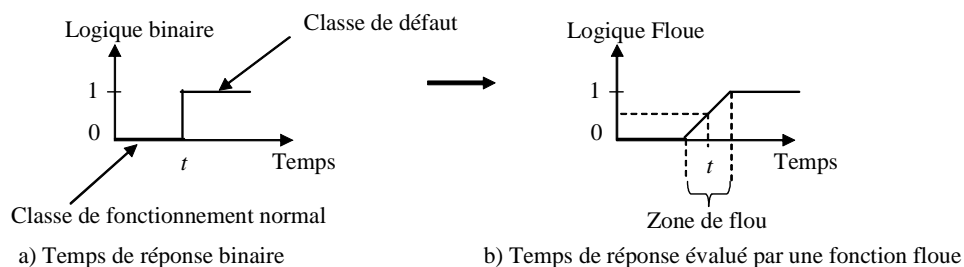 Logique binaire
Classe de défaut
1
0
t
Temps
Classe de fonctionnement normal
a) Temps de réponse binaire
Logique Floue
1
0
t
Temps
Zone de flou
b) Temps de réponse évalué par une fonction floue